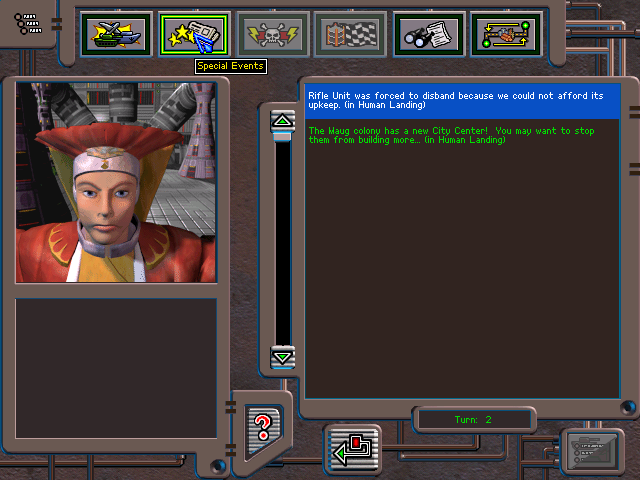 Special Events
Rifle Unit was forced to disband because we could not afford its
upkeep. (in Human Landing)
The Maug colony has a new City Center!  You may want to stop
them from building more... (in Human Landing)
Turn: 2